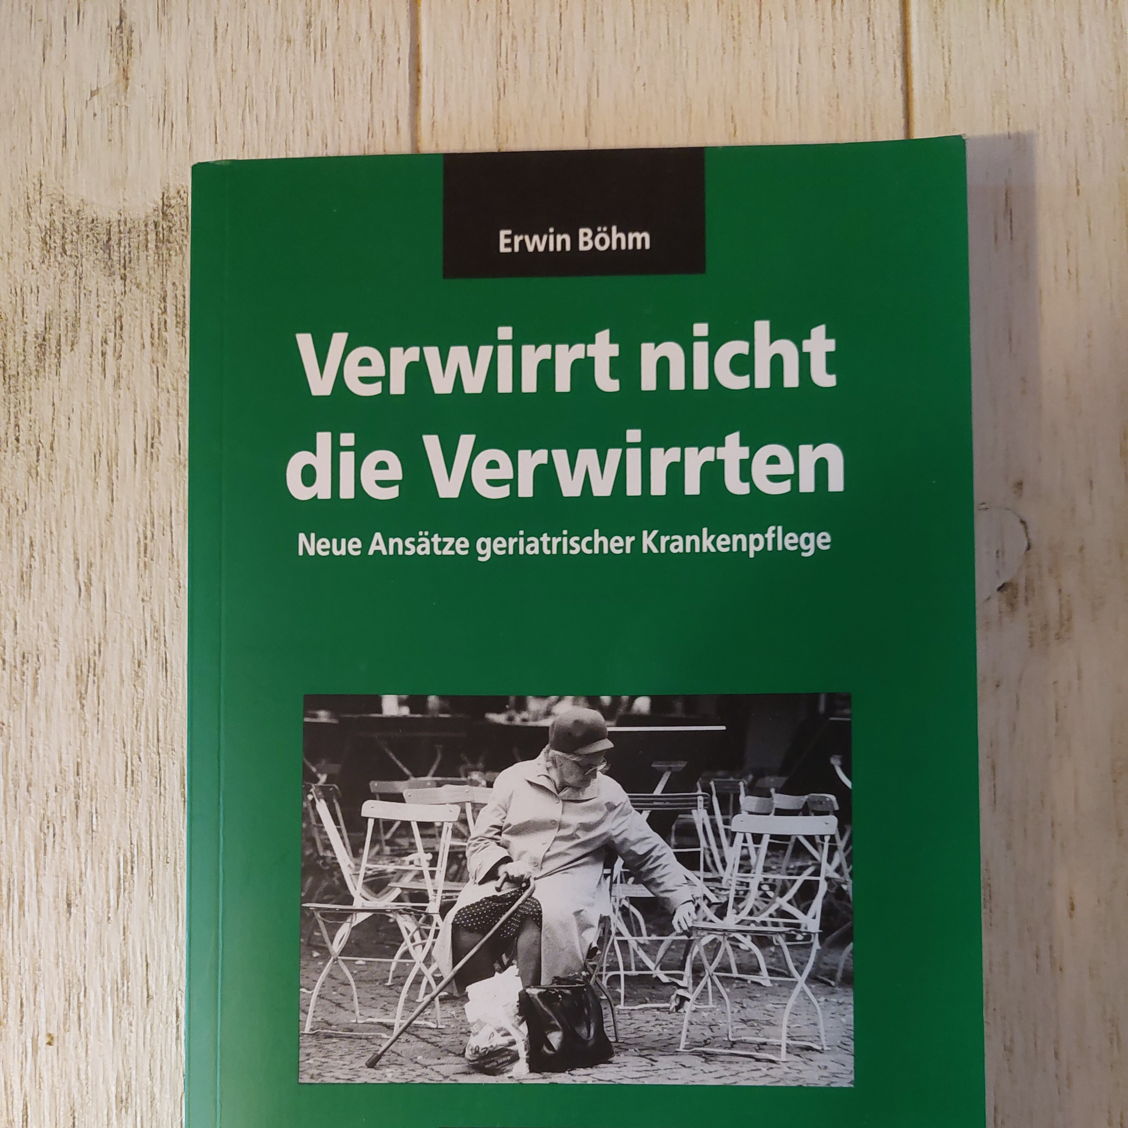 Erwin Böhm
Verwirrt nicht
die Verwirrten
Neue Ansätze geriatrischer Krankenpflege